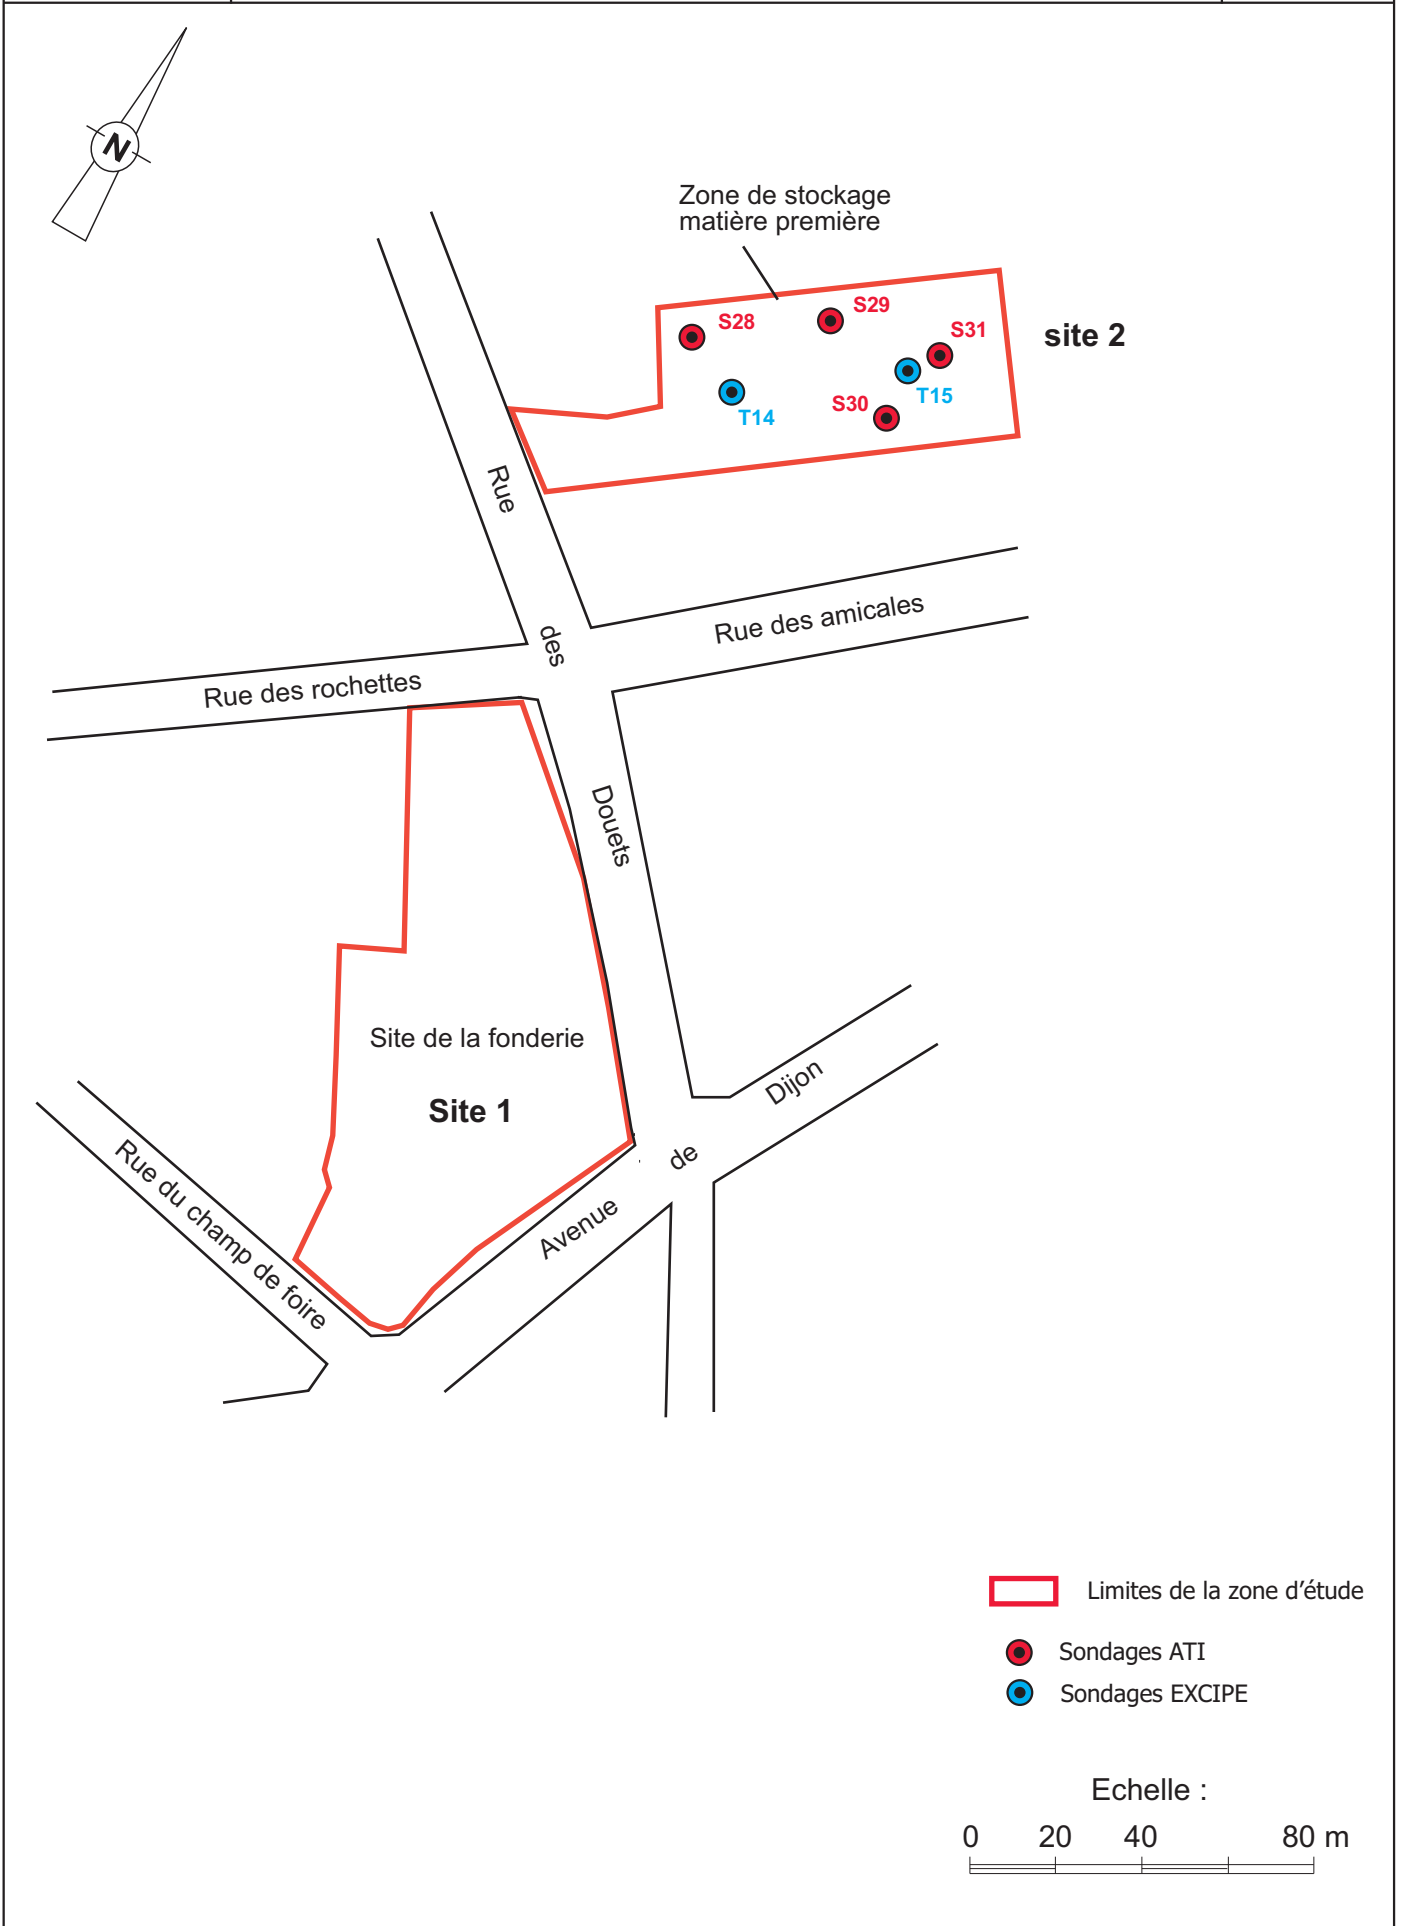 N
Zone de stockage
matière première
S28
S29
S31
site 2
T14
S30
T15
Rue
des
Douets
Rue des amicales
Rue des rochettes
Site de la fonderie
Site 1
Dijon
de
Avenue
Rue du champ de foire
Limites de la zone d'étude
Sondages ATI
Sondages EXCIPE
Echelle :
0 20 40 80 m